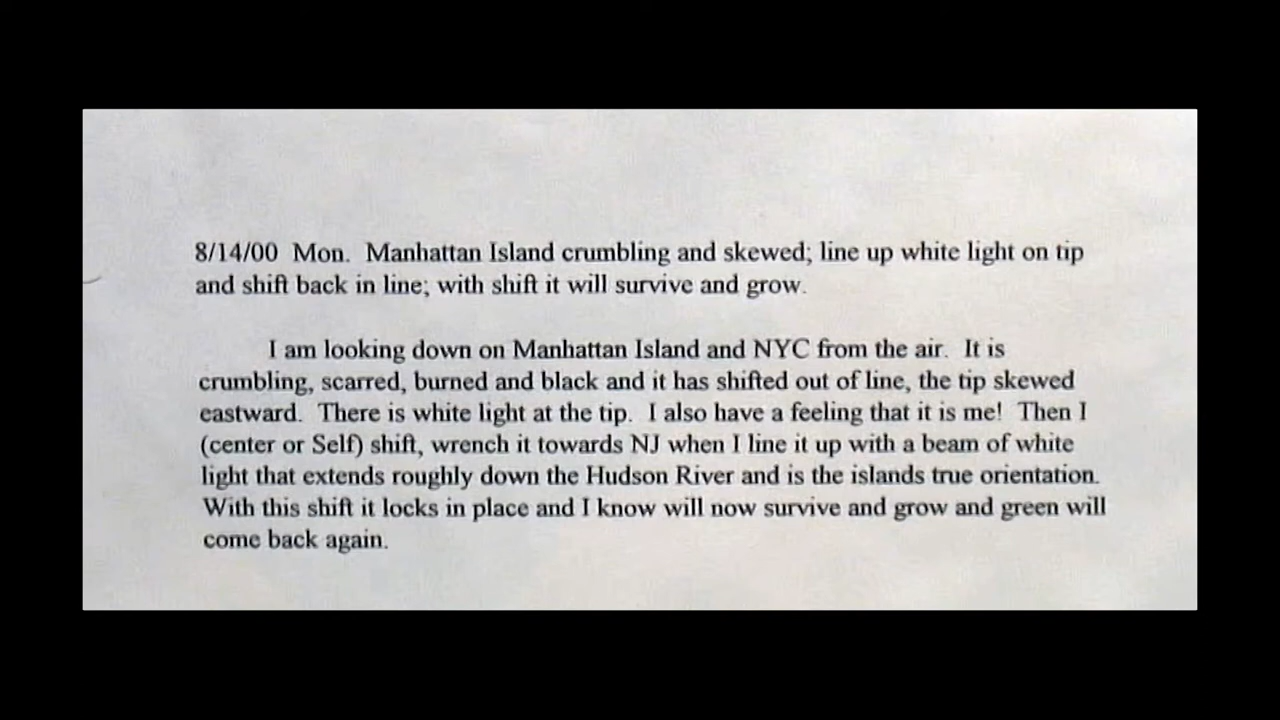 8/14/00 Mon. Manhattan Island crumbling and skewed; line up white light on tip
and shift back in line; with shift it will survive and grow.
I am looking down on Manhattan Island and NYC from the air. It is
crumbling, scarred, burned and black and it has shifted out of line, the tip skewed
eastward. There is white light at the tip. I also have a feeling that it is me! Then I
(center or Self) shift, wrench it towards NJ when I line it up with a beam of white
light that extends roughly down the Hudson River and is the islands true orientation.
With this shift it locks in place and I know will now survive and grow and green will
come back again.